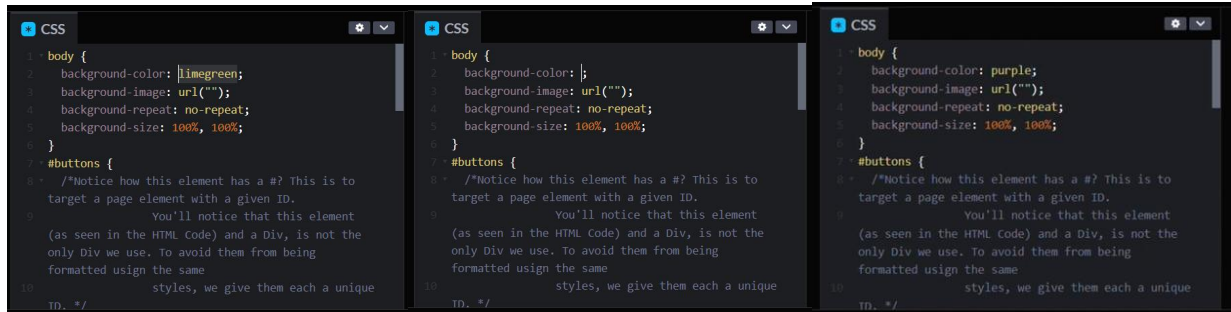 CSS
1 body {
2 background-color: limegreen;
3 background-image: url("");
4 background-repeat: no-repeat;
5 background-size: 100%, 100%;
6 }
7 #buttons {
8 /*Notice how this element has a #? This is to
target a page element with a given ID.
9 You'll notice that this element
(as seen in the HTML Code) and a Div, is not the
only Div we use. To avoid them from being
formatted usign the same
10 styles, we give them each a unique
ID. */
CSS
1 body {
2 background-color: ;
3 background-image: url("");
4 background-repeat: no-repeat;
5 background-size: 100%, 100%;
6 }
7 #buttons {
8 /*Notice how this element has a #? This is to
target a page element with a given ID.
9 You'll notice that this element
(as seen in the HTML Code) and a Div, is not the
only Div we use. To avoid them from being
formatted usign the same
10 styles, we give them each a unique
ID. */
CSS
1 body {
2 background-color: purple;
3 background-image: url("");
4 background-repeat: no-repeat;
5 background-size: 100%, 100%;
6 }
7 #buttons {
8 /*Notice how this element has a #? This is to
target a page element with a given ID.
9 You'll notice that this element
(as seen in the HTML Code) and a Div, is not the
only Div we use. To avoid them from being
formatted usign the same
10 styles, we give them each a unique
ID. */